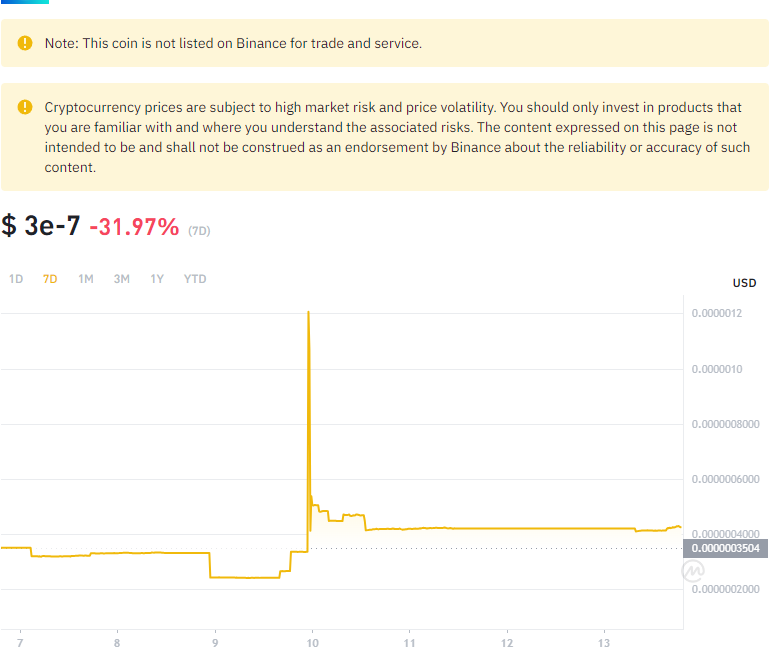 Note: This coin is not listed on Binance for trade and service.
Cryptocurrency prices are subject to high market risk and price volatility. You should only invest in products that
you are familiar with and where you understand the associated risks. The content expressed on this page is not
intended to be and shall not be construed as an endorsement by Binance about the reliability or accuracy of such
content.
$ 3e-7 -31.97% (7D)
1D 7D 1M 3M 1Y YTD
USD
0.0000012
0.0000010
0.0000008000
0.0000006000
0.0000004000
0.0000003504
0.0000002000
7 8 9 10 11 12 13